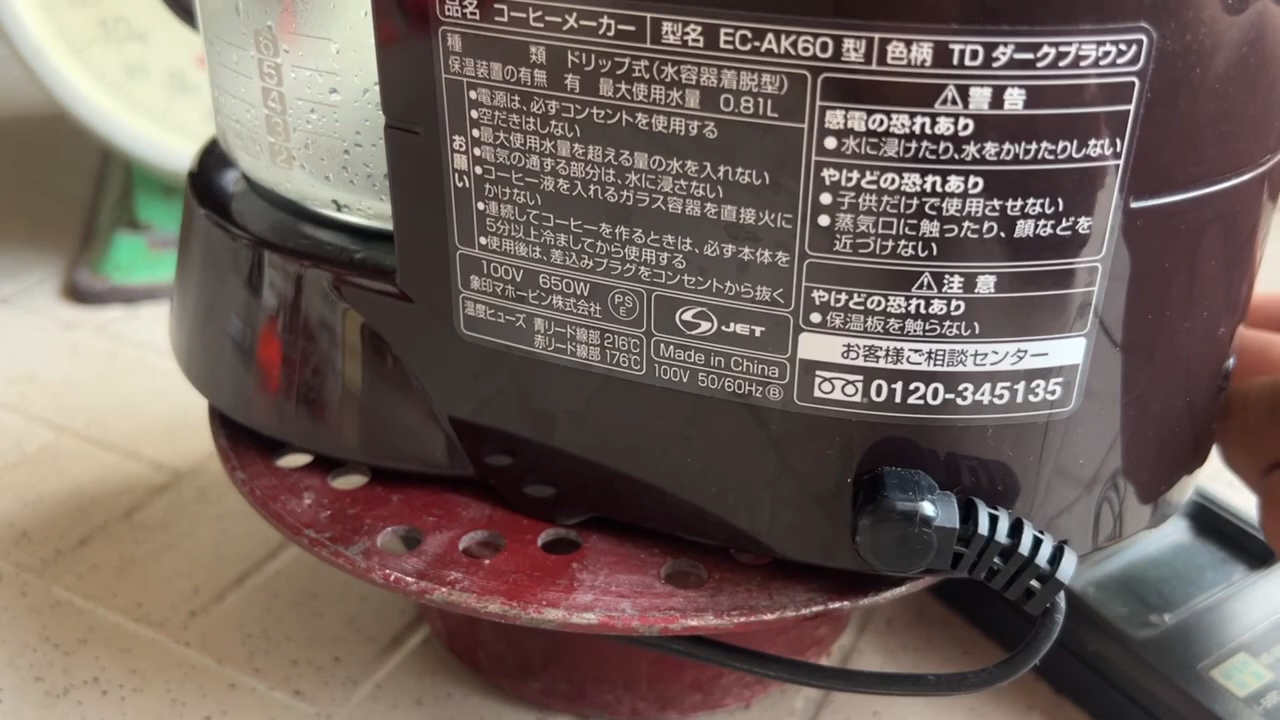 品名 コーヒーメーカー 型名 EC-AK60 型 色柄 TD ダークブラウン
種 類 ドリップ式(水容器着脱型)
保温装置の有無 有 最大使用水量 0.81L
お願い
●電源は、必ずコンセントを使用する
●空だきはしない
●最大使用水量を超える量の水を入れない
●電気の通ずる部分は、水に浸さない
●コーヒー液を入れるガラス容器を直接火に
かけない
●連続してコーヒーを作るときは、必ず本体を
5分以上冷ましてから使用する
●使用後は、差込みプラグをコンセントから抜く
100V 650W
象印マホービン株式会社
PS
E
温度ヒューズ 青リード線部 216℃
赤リード線部 176℃
JET
Made in China
100V 50/60Hz Ⓑ
⚠警告
感電の恐れあり
●水に浸けたり、水をかけたりしない
やけどの恐れあり
●子供だけで使用させない
●蒸気口に触ったり、顔などを
近づけない
⚠注意
やけどの恐れあり
●保温板を触らない
お客様ご相談センター
0120-345135
6
5
4
3
2